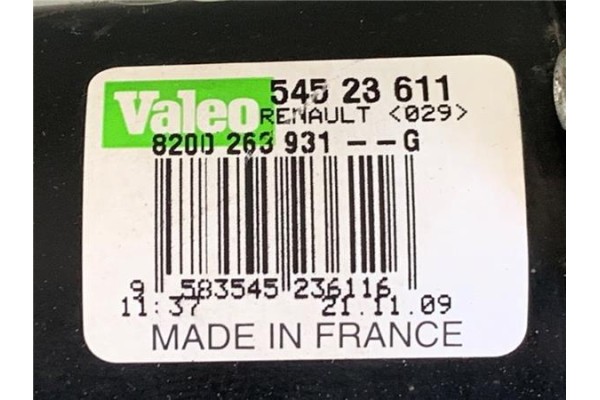 Valeo 545 23 611
RENAULT <029>
8200 263 931 -- G
9 583545 236116
11:37 21.11.09
MADE IN FRANCE